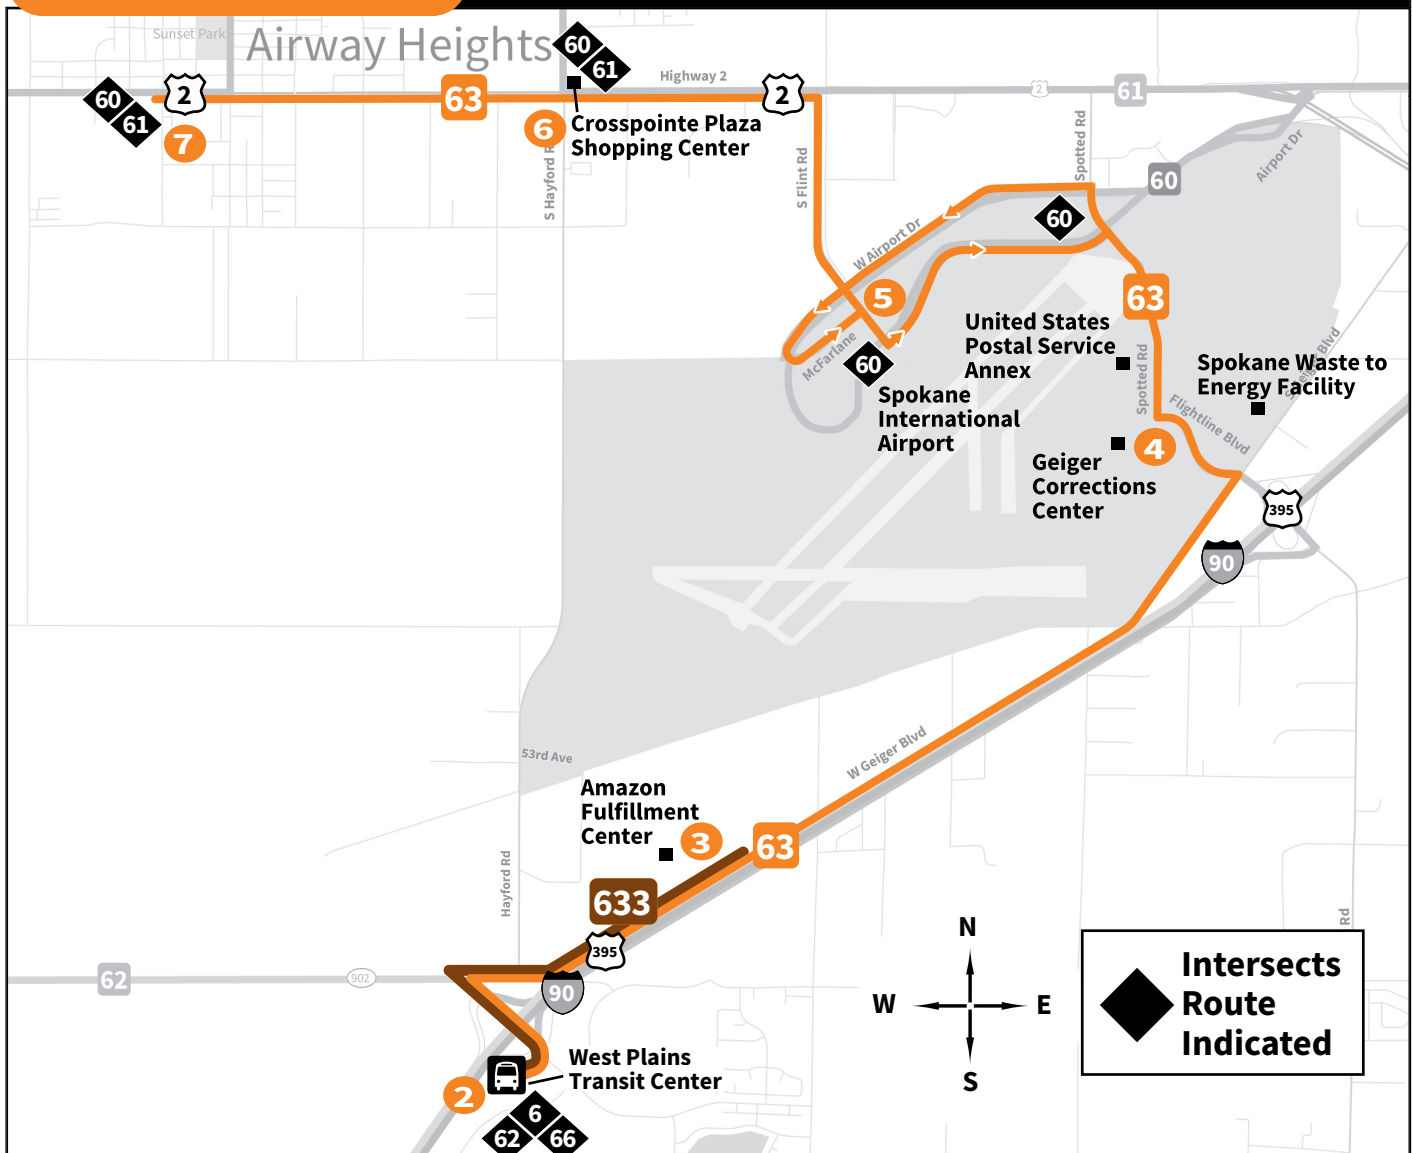 Sunset Park
Airway Heights
60
61
Highway 2
2
61
60
61
2
63
2
7
6
Crosspointe Plaza
Shopping Center
S Hayford R
S Flint Rd
Spotted Rd
Airport Dr
60
60
W Airport Dr
5
63
McFarlane
60
Spokane
International
Airport
United States
Postal Service
Annex
Spotted Rd
Spokane Waste to
Energy Facility
Flightline Blvd
4
Geiger
Corrections
Center
395
90
53rd Ave
W Geiger Blvd
Amazon
Fulfillment
Center
3
63
Hayford Rd
633
395
62
902
90
Rd
N
W
E
S
Intersects
Route
Indicated
West Plains
Transit Center
2
6
62
66